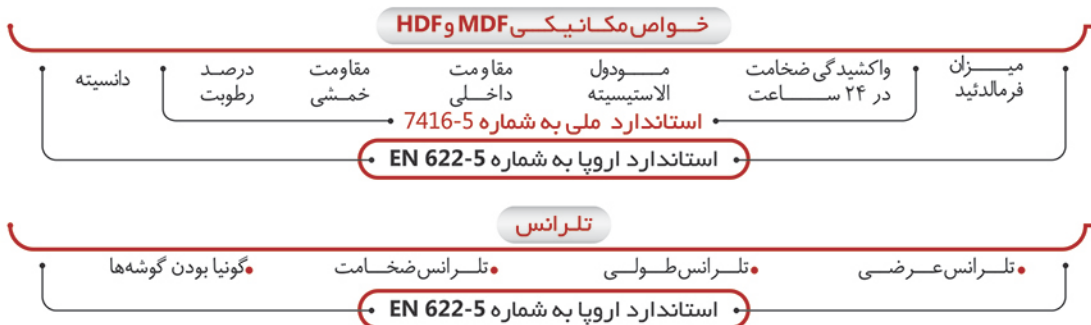 خواص مکانیکی MDF و HDF
میزان فرمالدئید
واکشیدگی ضخامت در ۲۴ ساعت
مودول الاستیسیته
مقاومت داخلی
مقاومت خمشی
درصد رطوبت
دانسیته
استاندارد ملی به شماره 5-7416
استاندارد اروپا به شماره EN 622-5
تلرانس
•تلرانس عرضی •تلرانس طولی •تلرانس ضخامت •گونیا بودن گوشه‌ها
استاندارد اروپا به شماره EN 622-5